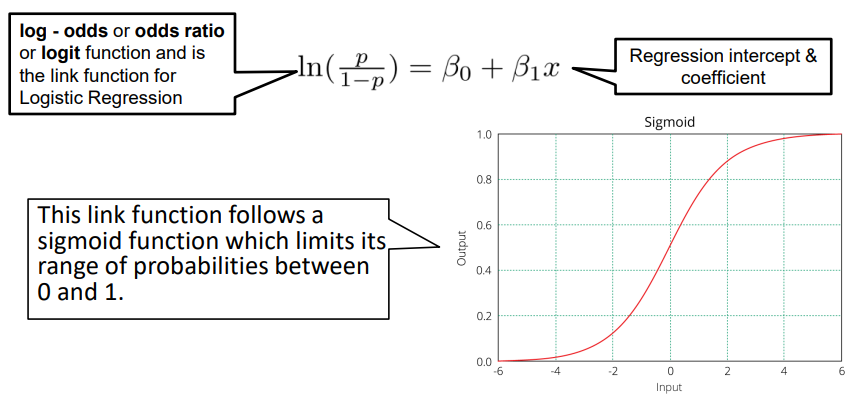 log - odds or odds ratio
or logit function and is
the link function for
Logistic Regression
ln(p/1−p) = β₀ + β₁x
Regression intercept &
coefficient
This link function follows a
sigmoid function which limits its
range of probabilities between
0 and 1.
Sigmoid
1.0
0.8
0.6
0.4
0.2
0.0
Output
-6 -4 -2 0 2 4 6
Input